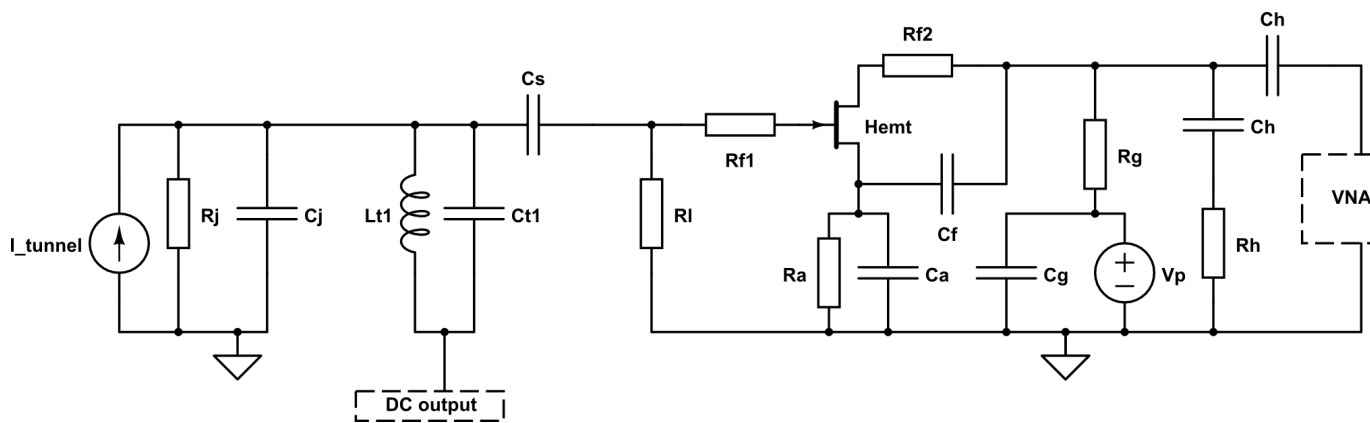 Ch
Rf2
Cs
Hemt
Ch
Rf1
Rg
VNA
Rj
Cj
Lt1
Ct1
Rl
Cf
I_tunnel
Rh
Ra
Ca
Cg
Vp
DC output